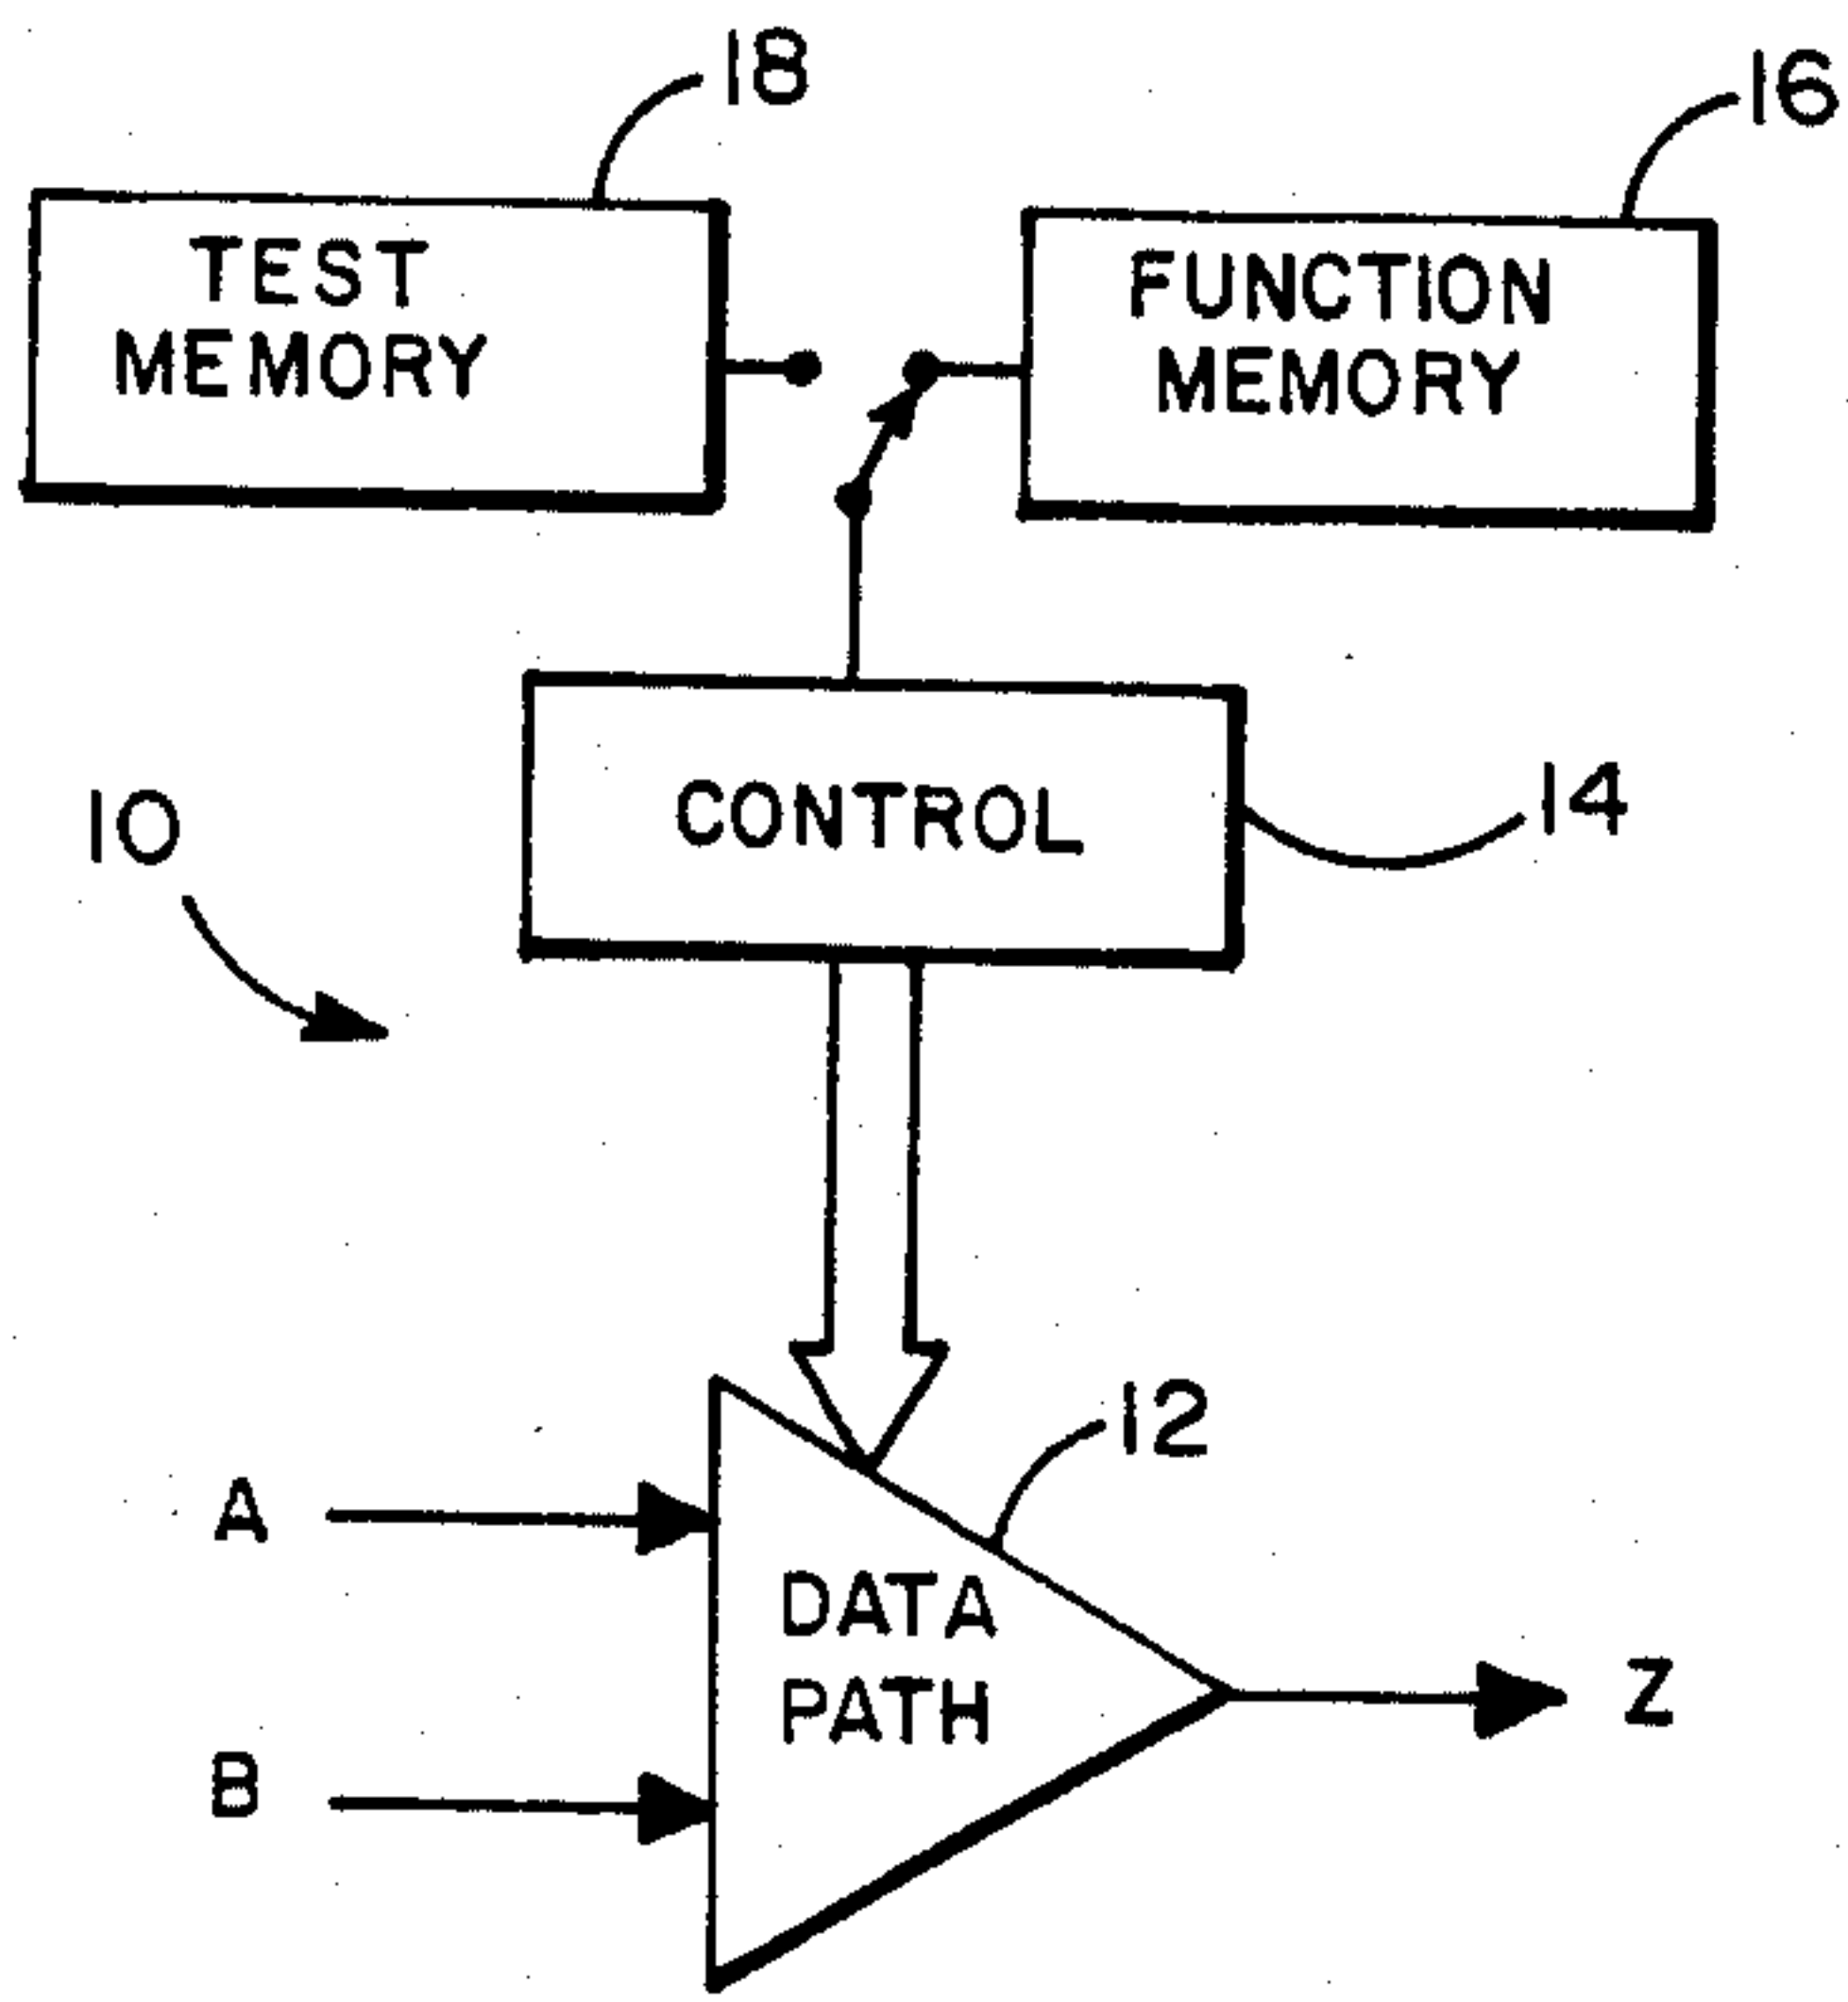 18
16
TEST
MEMORY
FUNCTION
MEMORY
CONTROL
10
14
12
A
DATA
PATH
B
Z